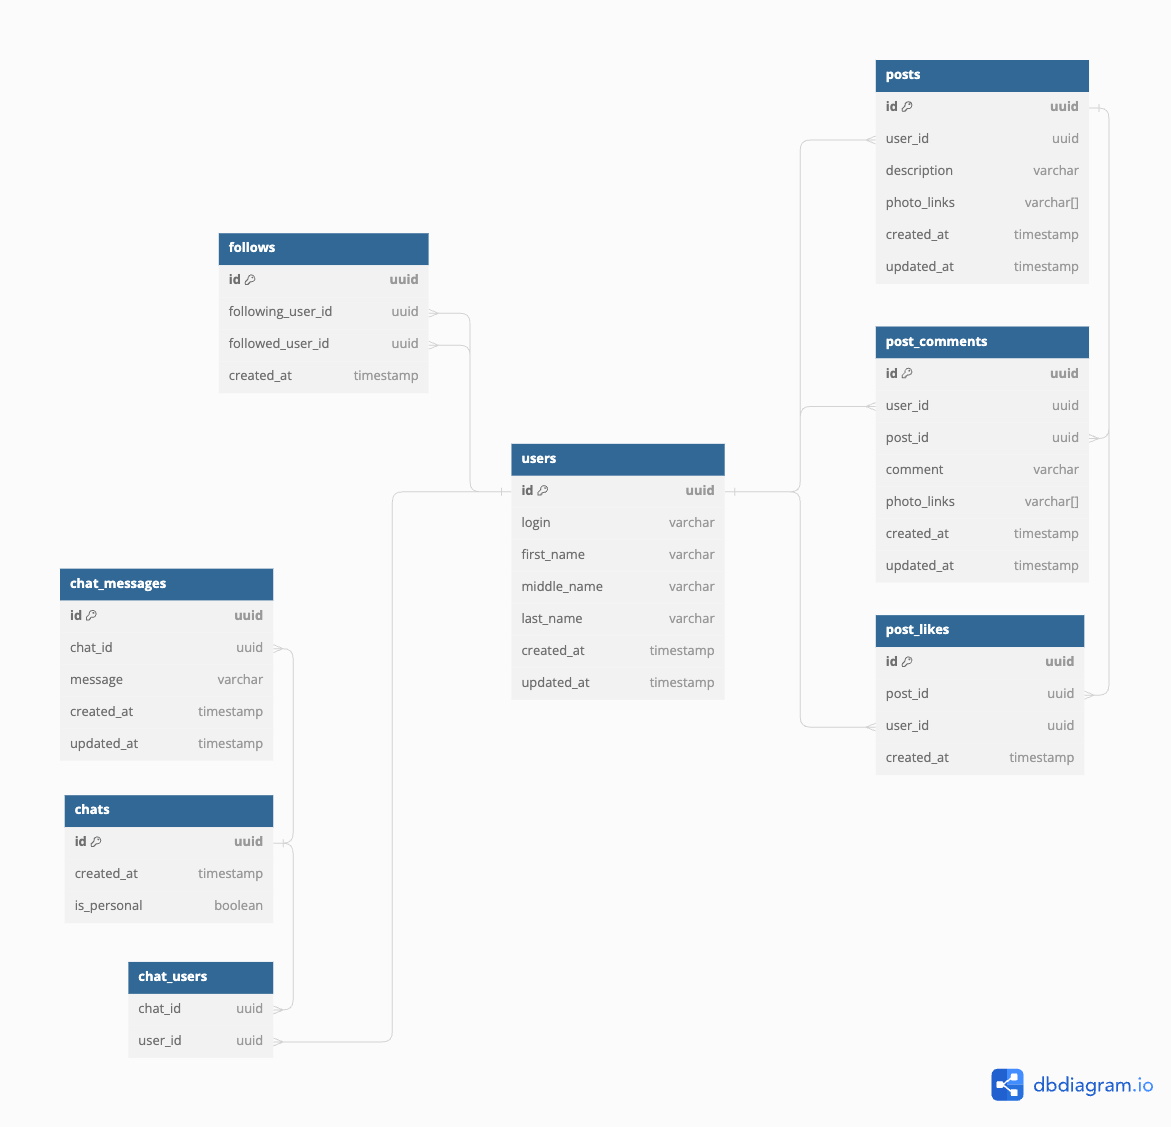 posts
id uuid
user_id uuid
description varchar
photo_links varchar[]
created_at timestamp
updated_at timestamp
follows
id uuid
following_user_id uuid
followed_user_id uuid
created_at timestamp
post_comments
id uuid
user_id uuid
post_id uuid
comment varchar
photo_links varchar[]
created_at timestamp
updated_at timestamp
users
id uuid
login varchar
first_name varchar
middle_name varchar
last_name varchar
created_at timestamp
updated_at timestamp
chat_messages
id uuid
chat_id uuid
message varchar
created_at timestamp
updated_at timestamp
post_likes
id uuid
post_id uuid
user_id uuid
created_at timestamp
chats
id uuid
created_at timestamp
is_personal boolean
chat_users
chat_id uuid
user_id uuid
dbdiagram.io